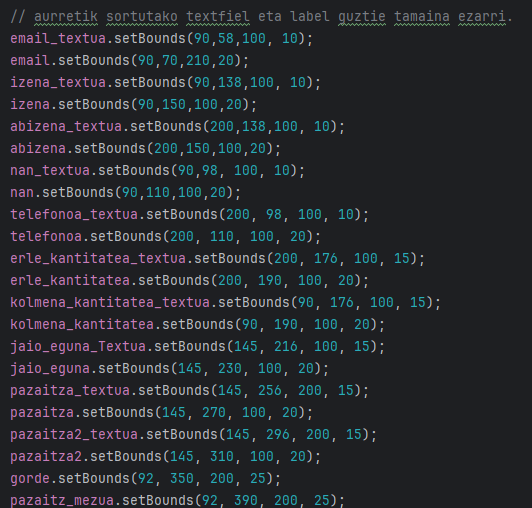 // aurretik sortutako textfiel eta label guztie tamaina ezarri.
email_textua.setBounds(90,58,100, 10);
email.setBounds(90,70,210,20);
izena_textua.setBounds(90,138,100, 10);
izena.setBounds(90,150,100,20);
abizena_textua.setBounds(200,138,100, 10);
abizena.setBounds(200,150,100,20);
nan_textua.setBounds(90,98, 100, 10);
nan.setBounds(90,110,100,20);
telefonoa_textua.setBounds(200, 98, 100, 10);
telefonoa.setBounds(200, 110, 100, 20);
erle_kantitatea_textua.setBounds(200, 176, 100, 15);
erle_kantitatea.setBounds(200, 190, 100, 20);
kolmena_kantitatea_textua.setBounds(90, 176, 100, 15);
kolmena_kantitatea.setBounds(90, 190, 100, 20);
jaio_eguna_Textua.setBounds(145, 216, 100, 15);
jaio_eguna.setBounds(145, 230, 100, 20);
pazaitza_textua.setBounds(145, 256, 200, 15);
pazaitza.setBounds(145, 270, 100, 20);
pazaitza2_textua.setBounds(145, 296, 200, 15);
pazaitza2.setBounds(145, 310, 100, 20);
gorde.setBounds(92, 350, 200, 25);
pazaitz_mezua.setBounds(92, 390, 200, 25);